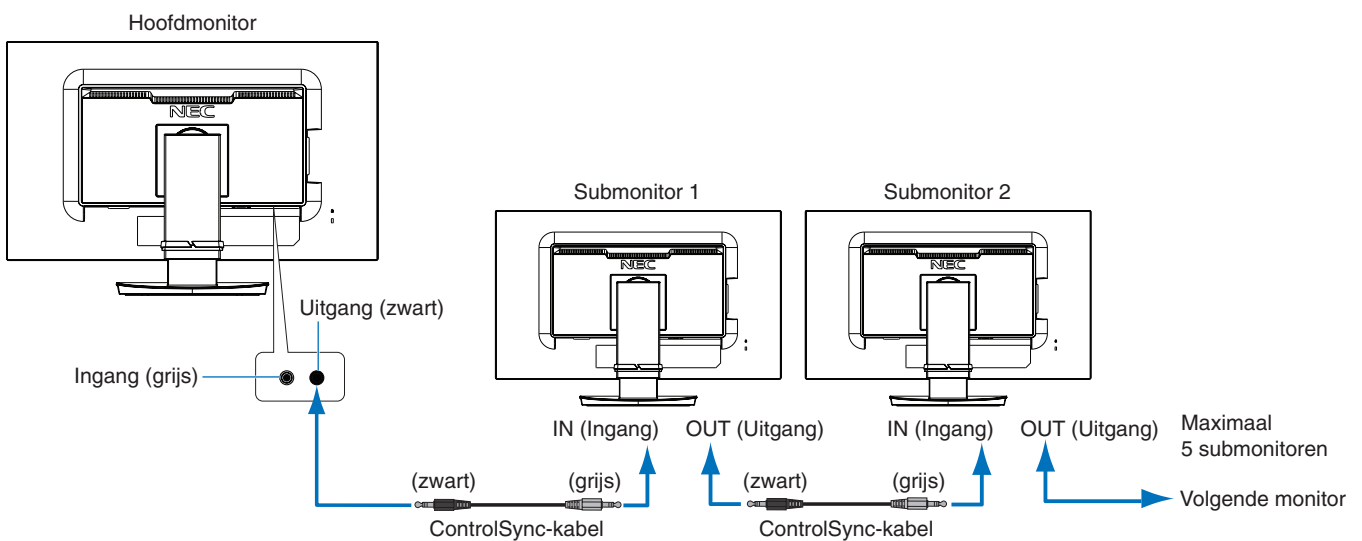 Hoofdmonitor
NEC
Uitgang (zwart)
Ingang (grijs)
Submonitor 1
NEC
Submonitor 2
NEC
IN (Ingang)
OUT (Uitgang)
IN (Ingang)
OUT (Uitgang)
Maximaal
5 submonitoren
(zwart)
(grijs)
ControlSync-kabel
(zwart)
(grijs)
ControlSync-kabel
Volgende monitor